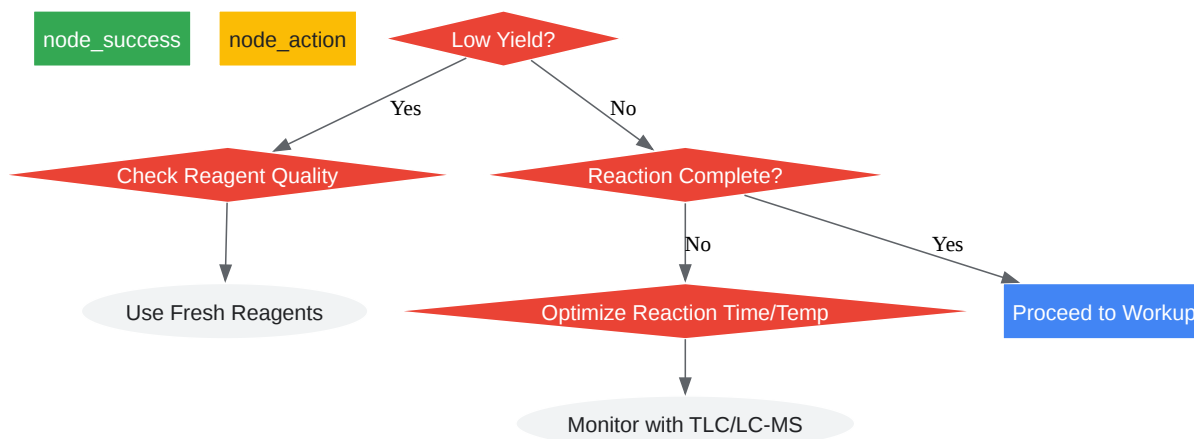 node_success
node_action
Low Yield?
Yes
No
Check Reagent Quality
Reaction Complete?
No
Yes
Use Fresh Reagents
Optimize Reaction Time/Temp
Proceed to Workup
Monitor with TLC/LC-MS